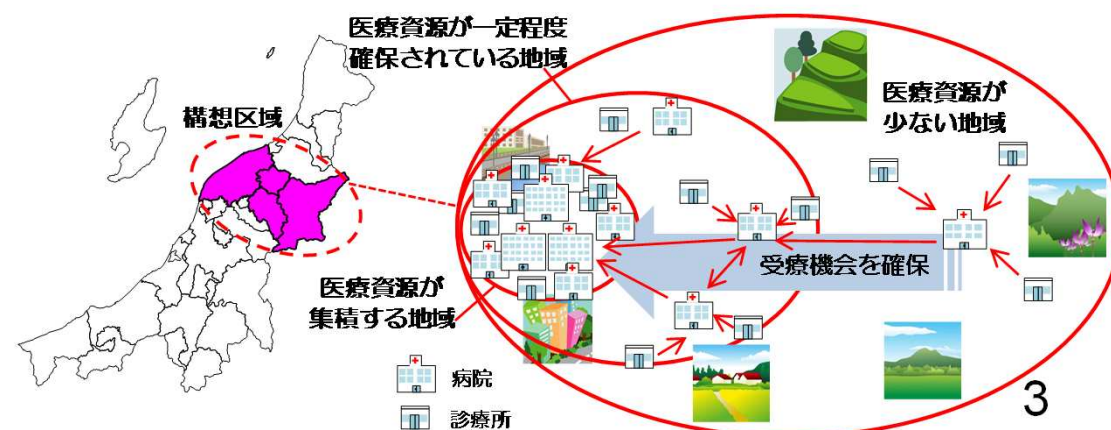 医療資源が一定程度
確保されている地域
構想区域
医療資源が
少ない地域
受療機会を確保
医療資源が
集積する地域
病院
診療所
3